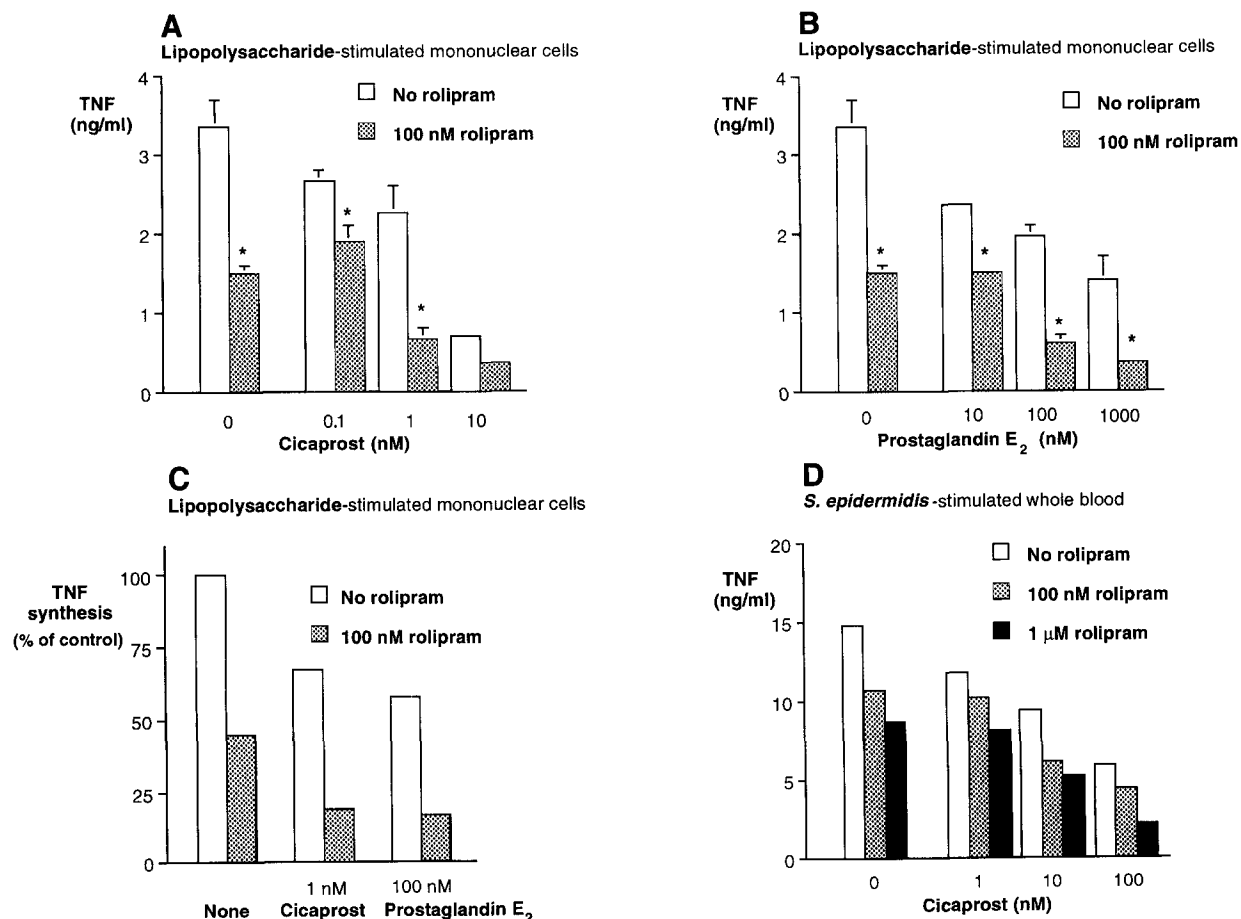 A
Lipopolysaccharide-stimulated mononuclear cells
TNF
(ng/ml)
No rolipram
100 nM rolipram
4
3
2
1
0
*
*
*
0 0.1 1 10
Cicaprost (nM)
B
Lipopolysaccharide-stimulated mononuclear cells
TNF
(ng/ml)
No rolipram
100 nM rolipram
4
3
2
1
0
*
*
*
*
0 10 100 1000
Prostaglandin E2 (nM)
C
Lipopolysaccharide-stimulated mononuclear cells
TNF
synthesis
(% of control)
No rolipram
100 nM rolipram
100
75
50
25
0
1 nM 100 nM
None Cicaprost Prostaglandin E2
D
S. epidermidis -stimulated whole blood
TNF
(ng/ml)
No rolipram
100 nM rolipram
1 µM rolipram
20
15
10
5
0
0 1 10 100
Cicaprost (nM)